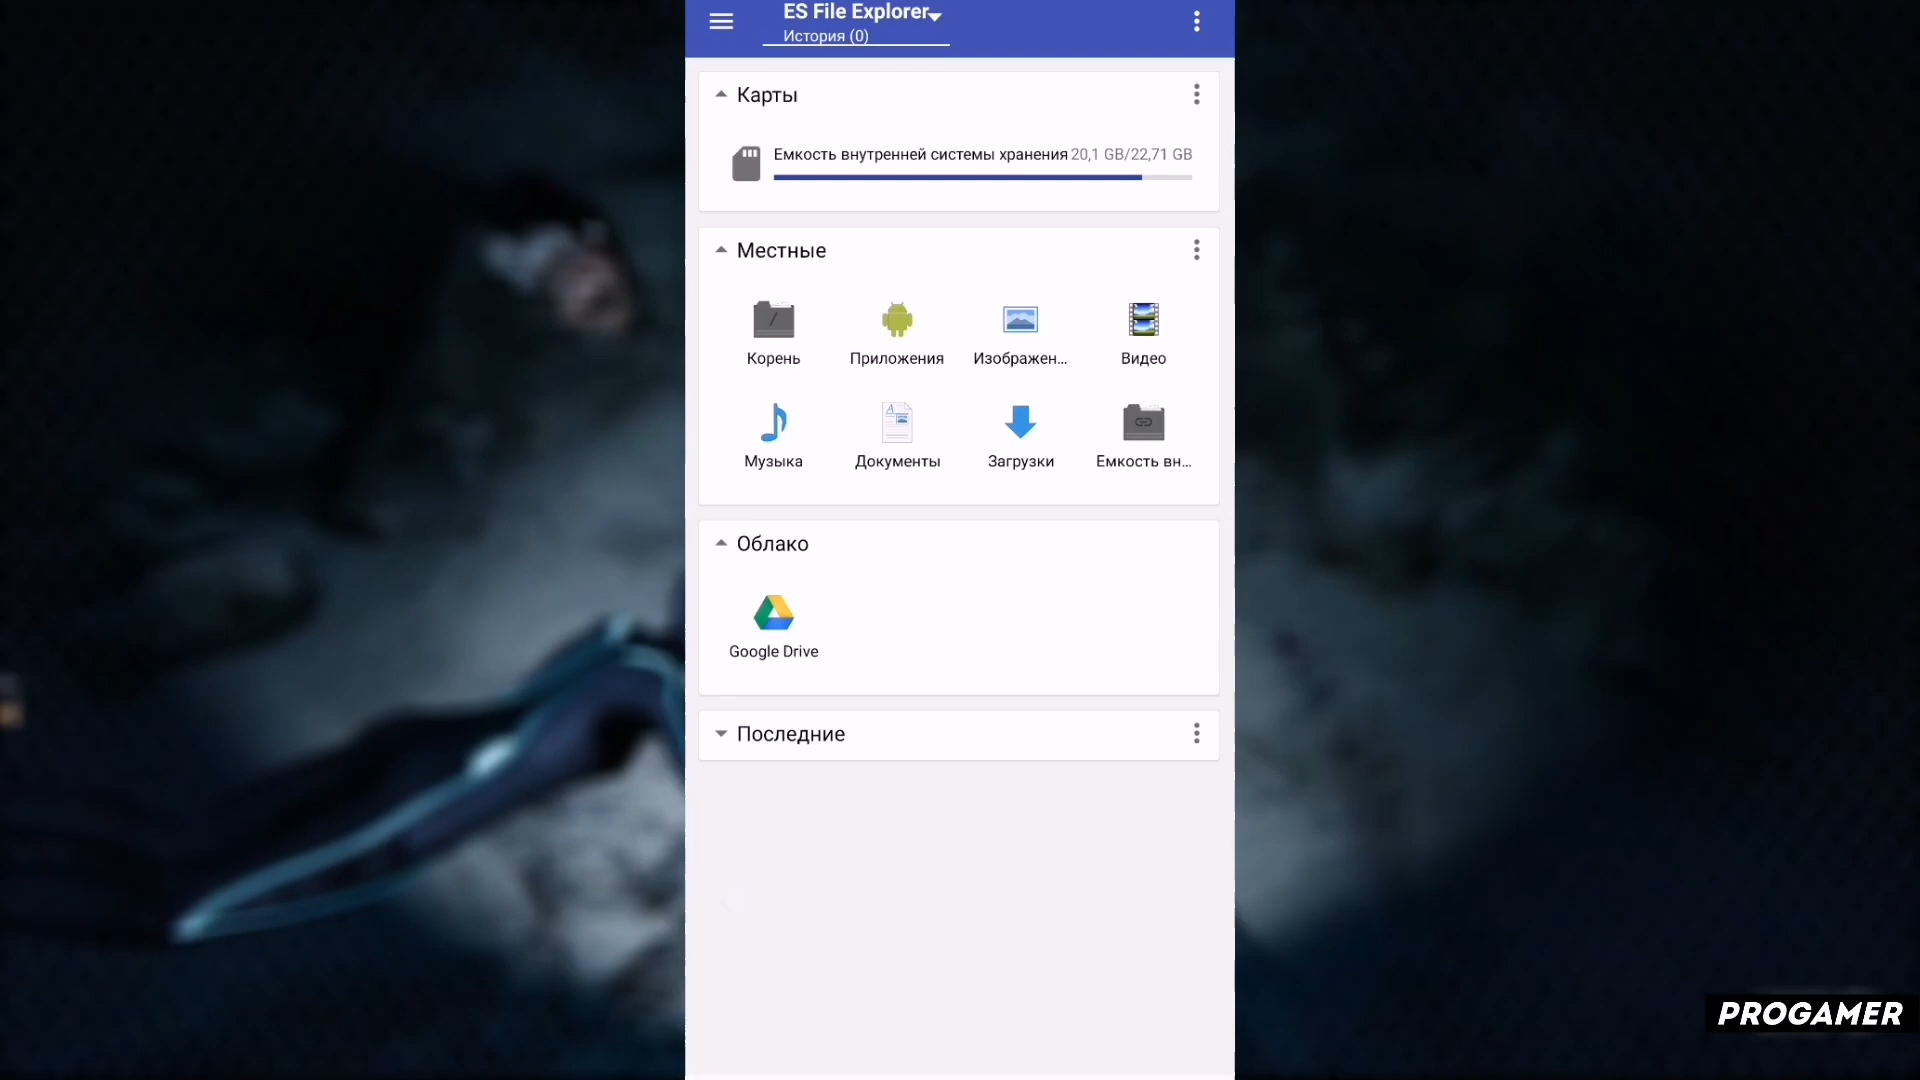 ES File Explorer
История (0)
Карты
Емкость внутренней системы хранения 20,1 GB/22,71 GB
Местные
Корень Приложения Изображен... Видео
Музыка Документы Загрузки Емкость вн...
Облако
Google Drive
Последние
PROGAMER